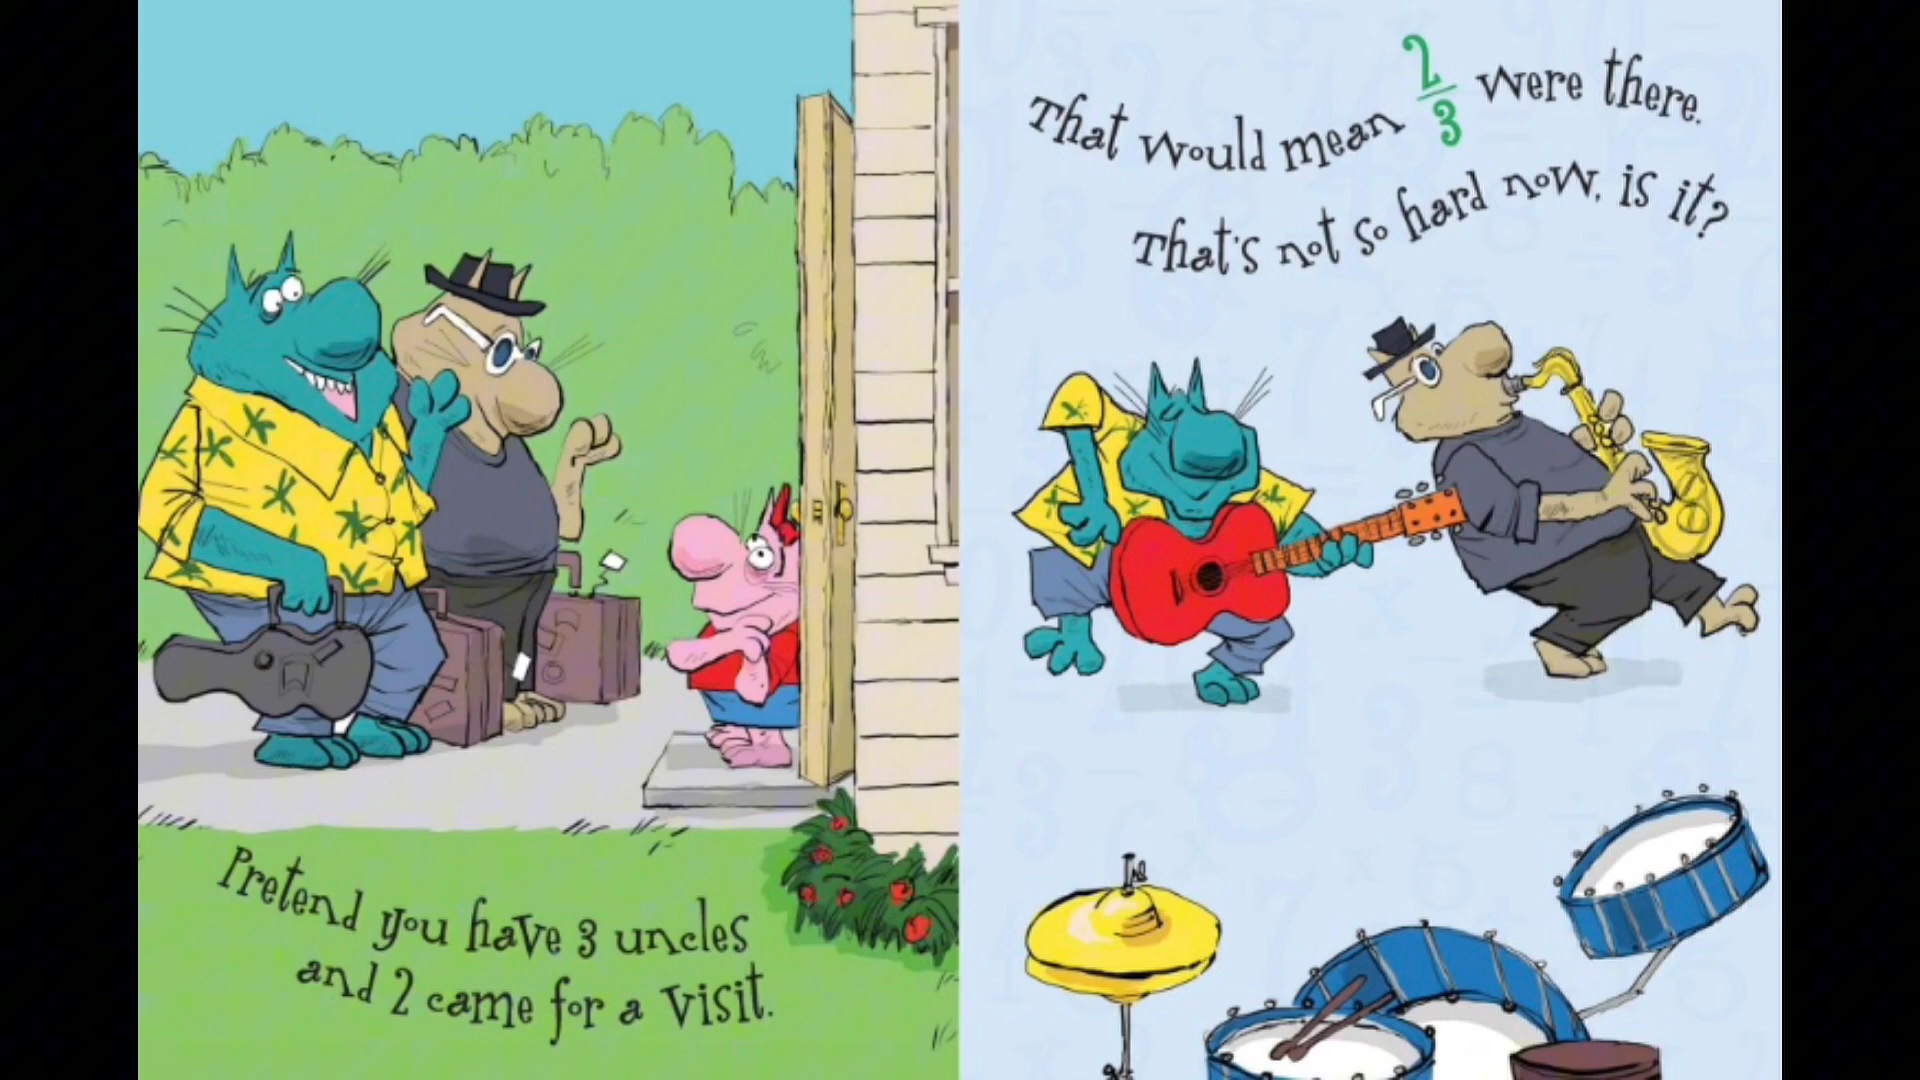 Pretend you have 3 uncles
and 2 came for a visit.
That would mean 2/3 were there.
That's not so hard now, is it?